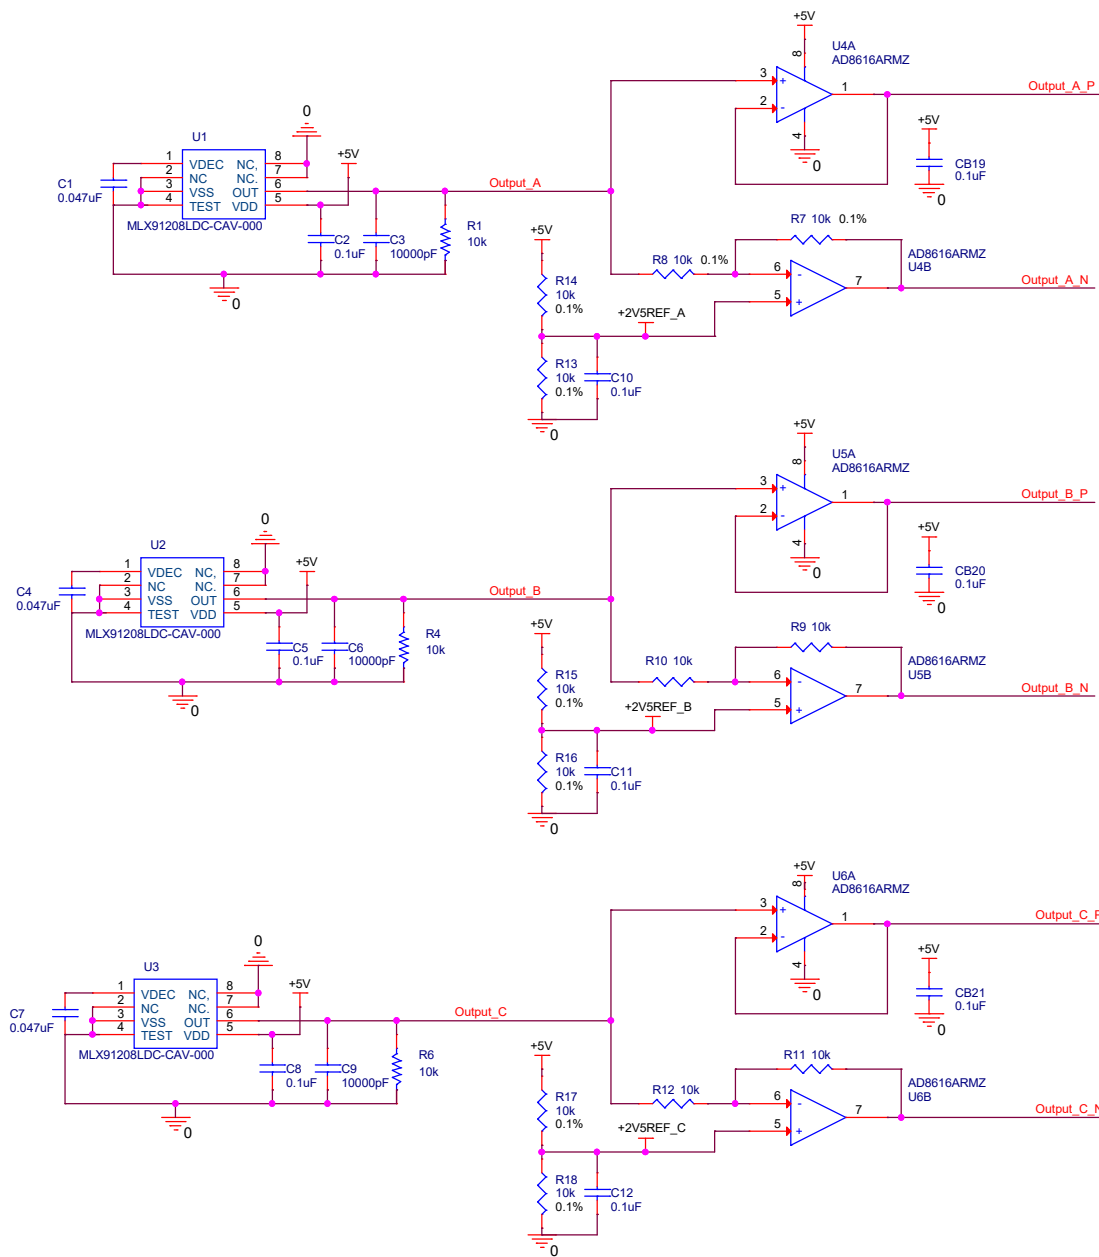 +5V
U4A
AD8616ARMZ
8
3
+
1
Output_A_P
2
-
4
0
+5V
CB19
0.1uF
0
0
U1
+5V
C1
0.047uF
1 VDEC NC, 8
2 NC NC. 7
3 VSS OUT 6
4 TEST VDD 5
MLX91208LDC-CAV-000
Output_A
C2
0.1uF
C3
10000pF
R1
10k
0
+5V
R14
10k
0.1%
R8 10k 0.1%
R7 10k 0.1%
AD8616ARMZ
U4B
6
-
5
+
7
Output_A_N
+2V5REF_A
R13
10k
0.1%
C10
0.1uF
0
+5V
U5A
AD8616ARMZ
8
3
+
1
Output_B_P
2
-
4
0
+5V
CB20
0.1uF
0
0
U2
+5V
C4
0.047uF
1 VDEC NC, 8
2 NC NC. 7
3 VSS OUT 6
4 TEST VDD 5
MLX91208LDC-CAV-000
Output_B
C5
0.1uF
C6
10000pF
R4
10k
0
+5V
R15
10k
0.1%
R10 10k
R9 10k
AD8616ARMZ
U5B
6
-
5
+
7
Output_B_N
+2V5REF_B
R16
10k
0.1%
C11
0.1uF
0
+5V
U6A
AD8616ARMZ
8
3
+
1
Output_C_P
2
-
4
0
+5V
CB21
0.1uF
0
0
U3
+5V
C7
0.047uF
1 VDEC NC, 8
2 NC NC. 7
3 VSS OUT 6
4 TEST VDD 5
MLX91208LDC-CAV-000
Output_C
C8
0.1uF
C9
10000pF
R6
10k
0
+5V
R17
10k
0.1%
R12 10k
R11 10k
AD8616ARMZ
U6B
6
-
5
+
7
Output_C_N
+2V5REF_C
R18
10k
0.1%
C12
0.1uF
0